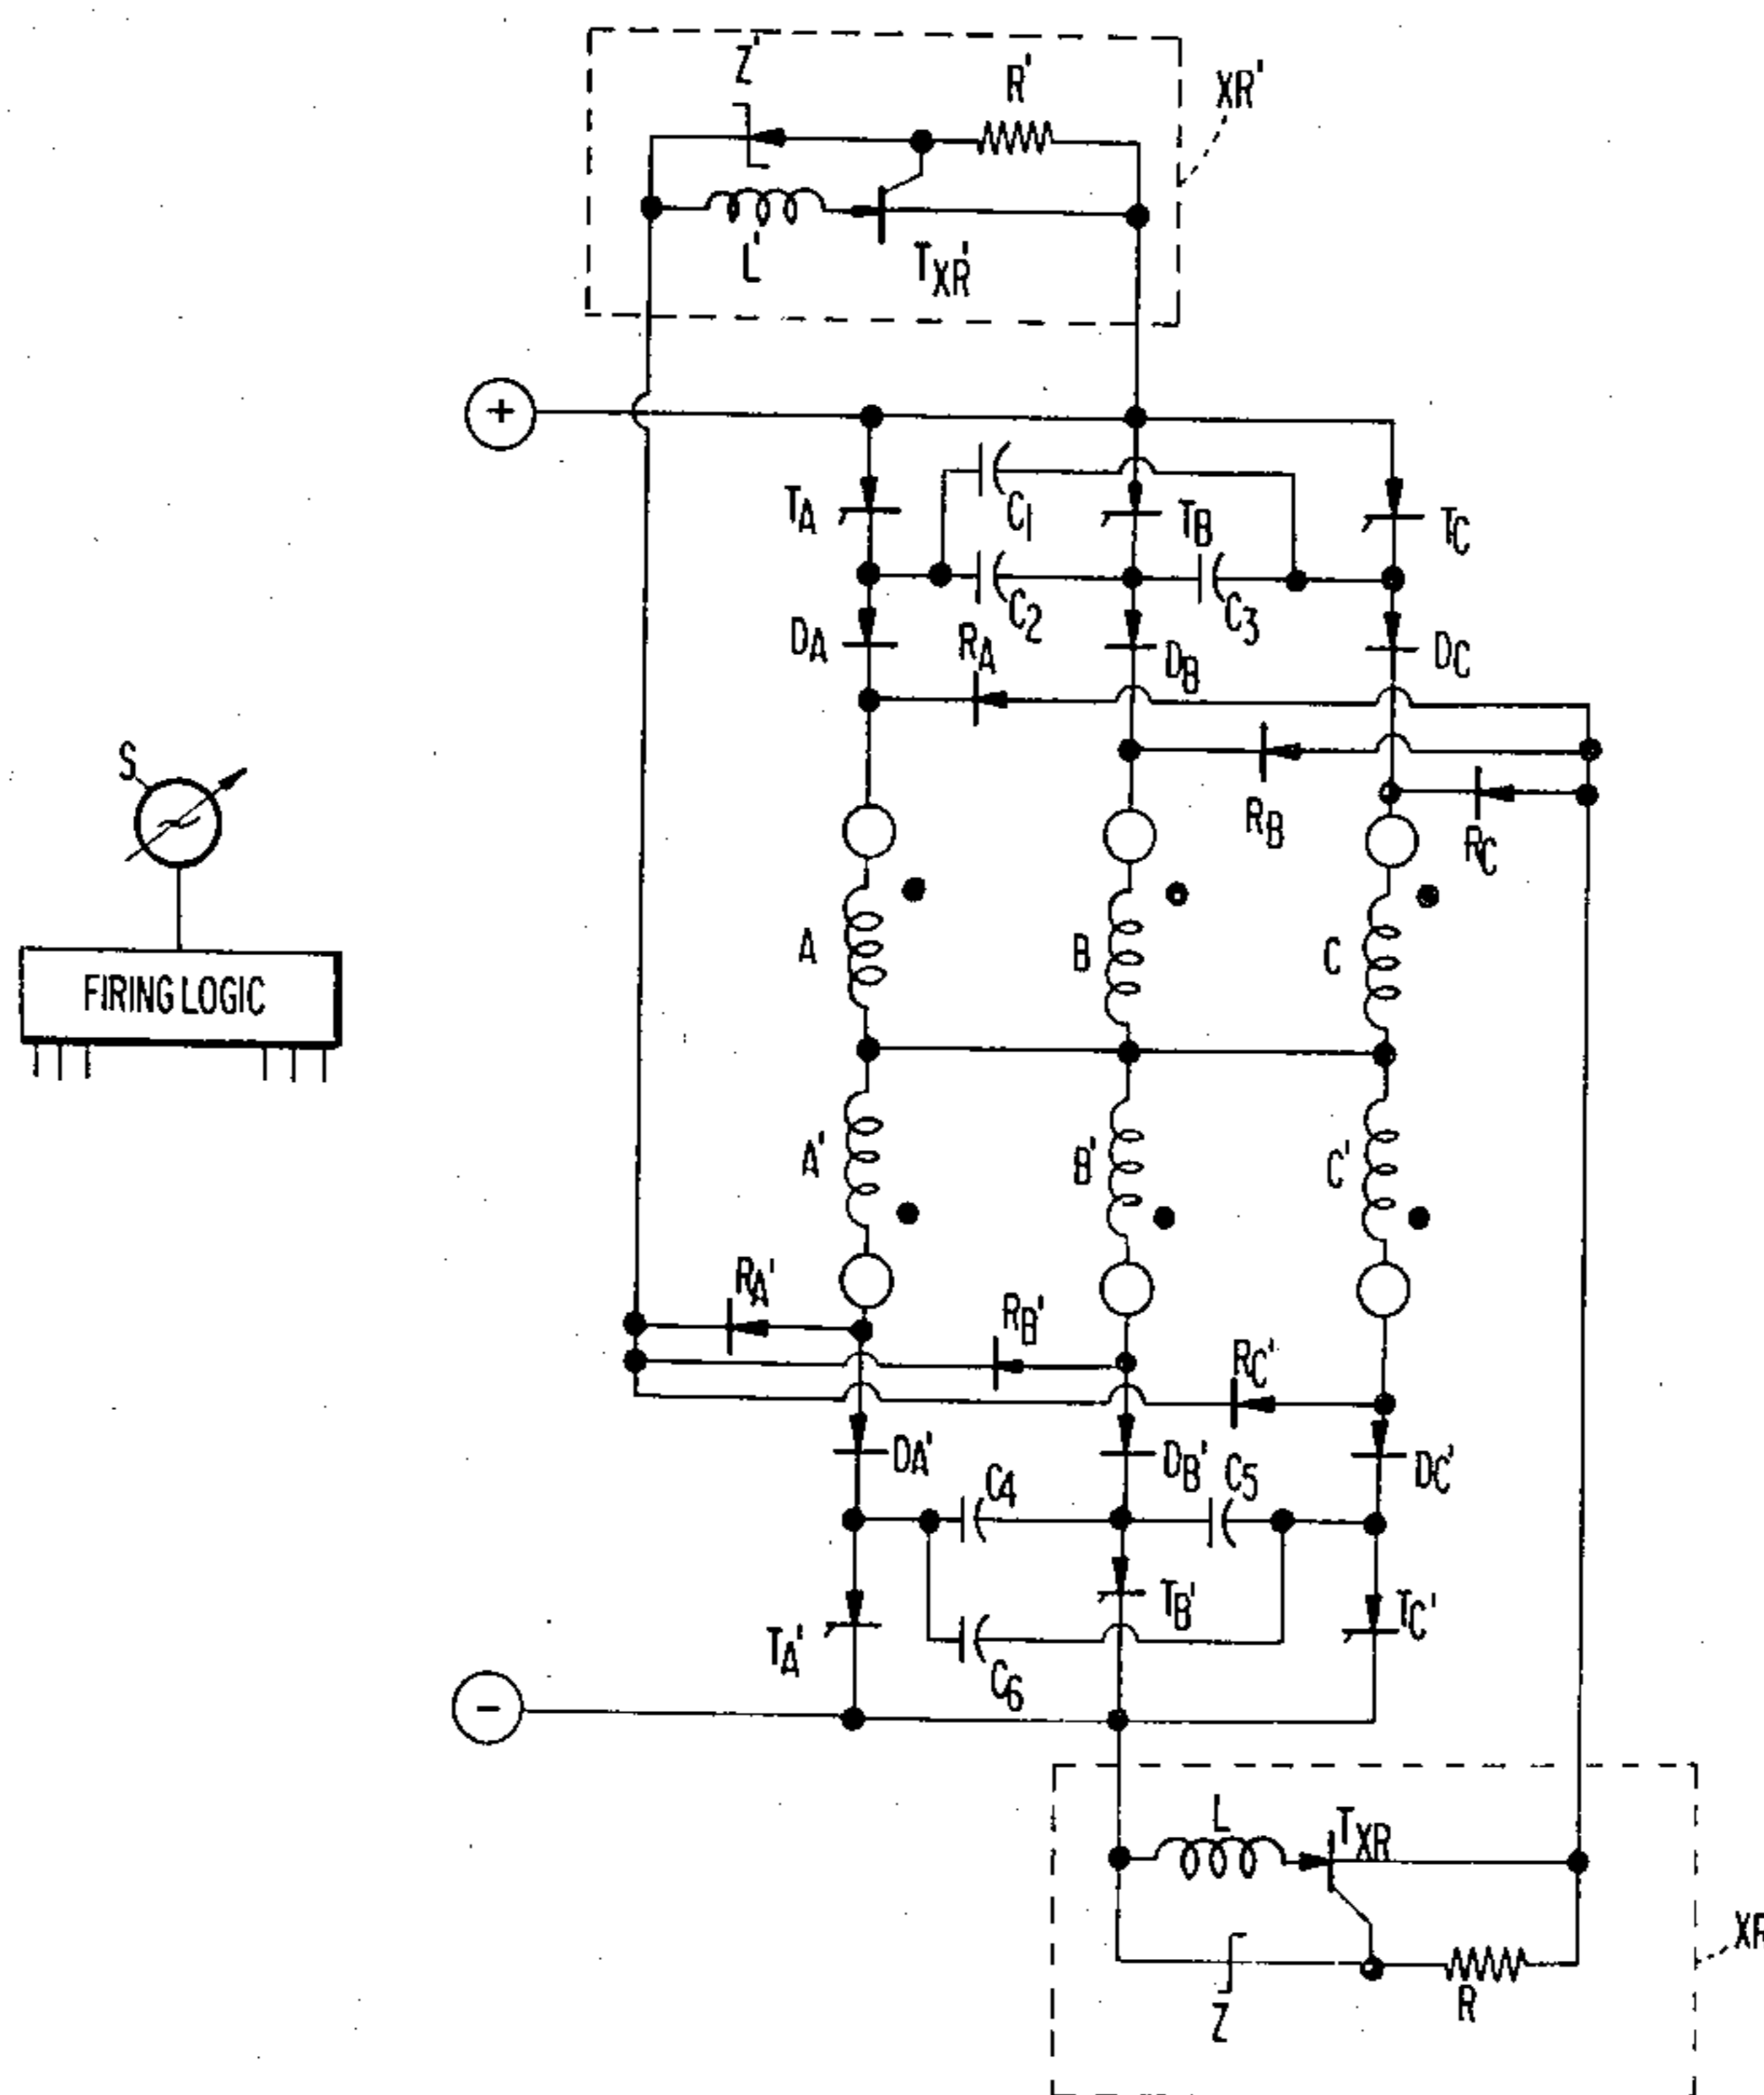 Z'
R'
XR'
L'
TXR'
+
TA
C1
TB
TC
C2
C3
DA
RA
DB
DC
S
RB
RC
FIRING LOGIC
A
B
C
A'
B'
C'
RA'
RB'
RC'
DA'
C4
DB'
C5
DC'
TA'
C6
TB'
TC'
-
L
TXR
XR
Z
R